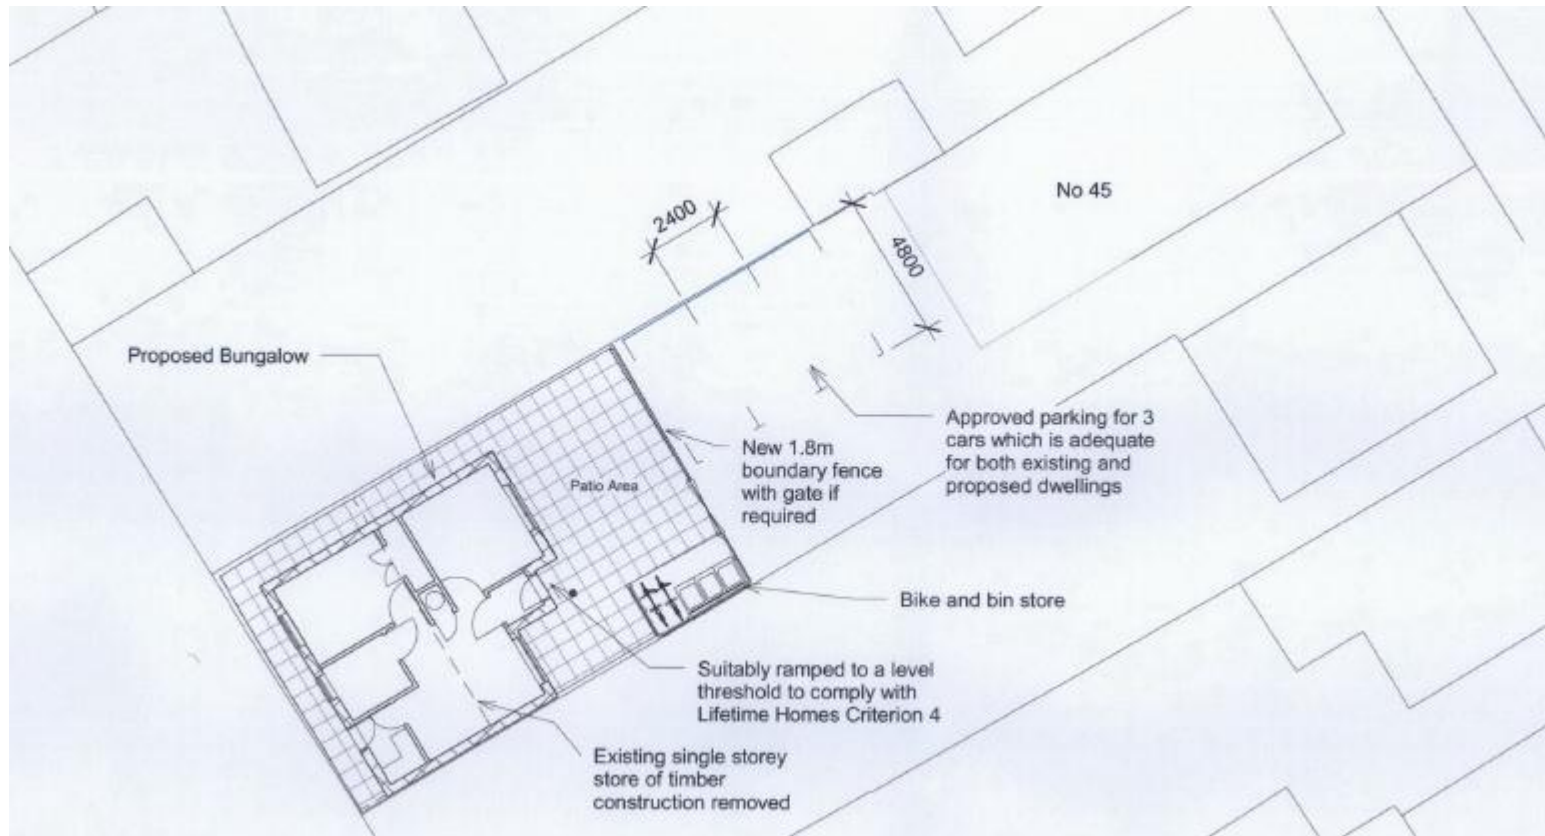 No 45
2400
4800
Proposed Bungalow
Approved parking for 3
cars which is adequate
for both existing and
proposed dwellings
New 1.8m
boundary fence
with gate if
required
Patio Area
Bike and bin store
Suitably ramped to a level
threshold to comply with
Lifetime Homes Criterion 4
Existing single storey
store of timber
construction removed